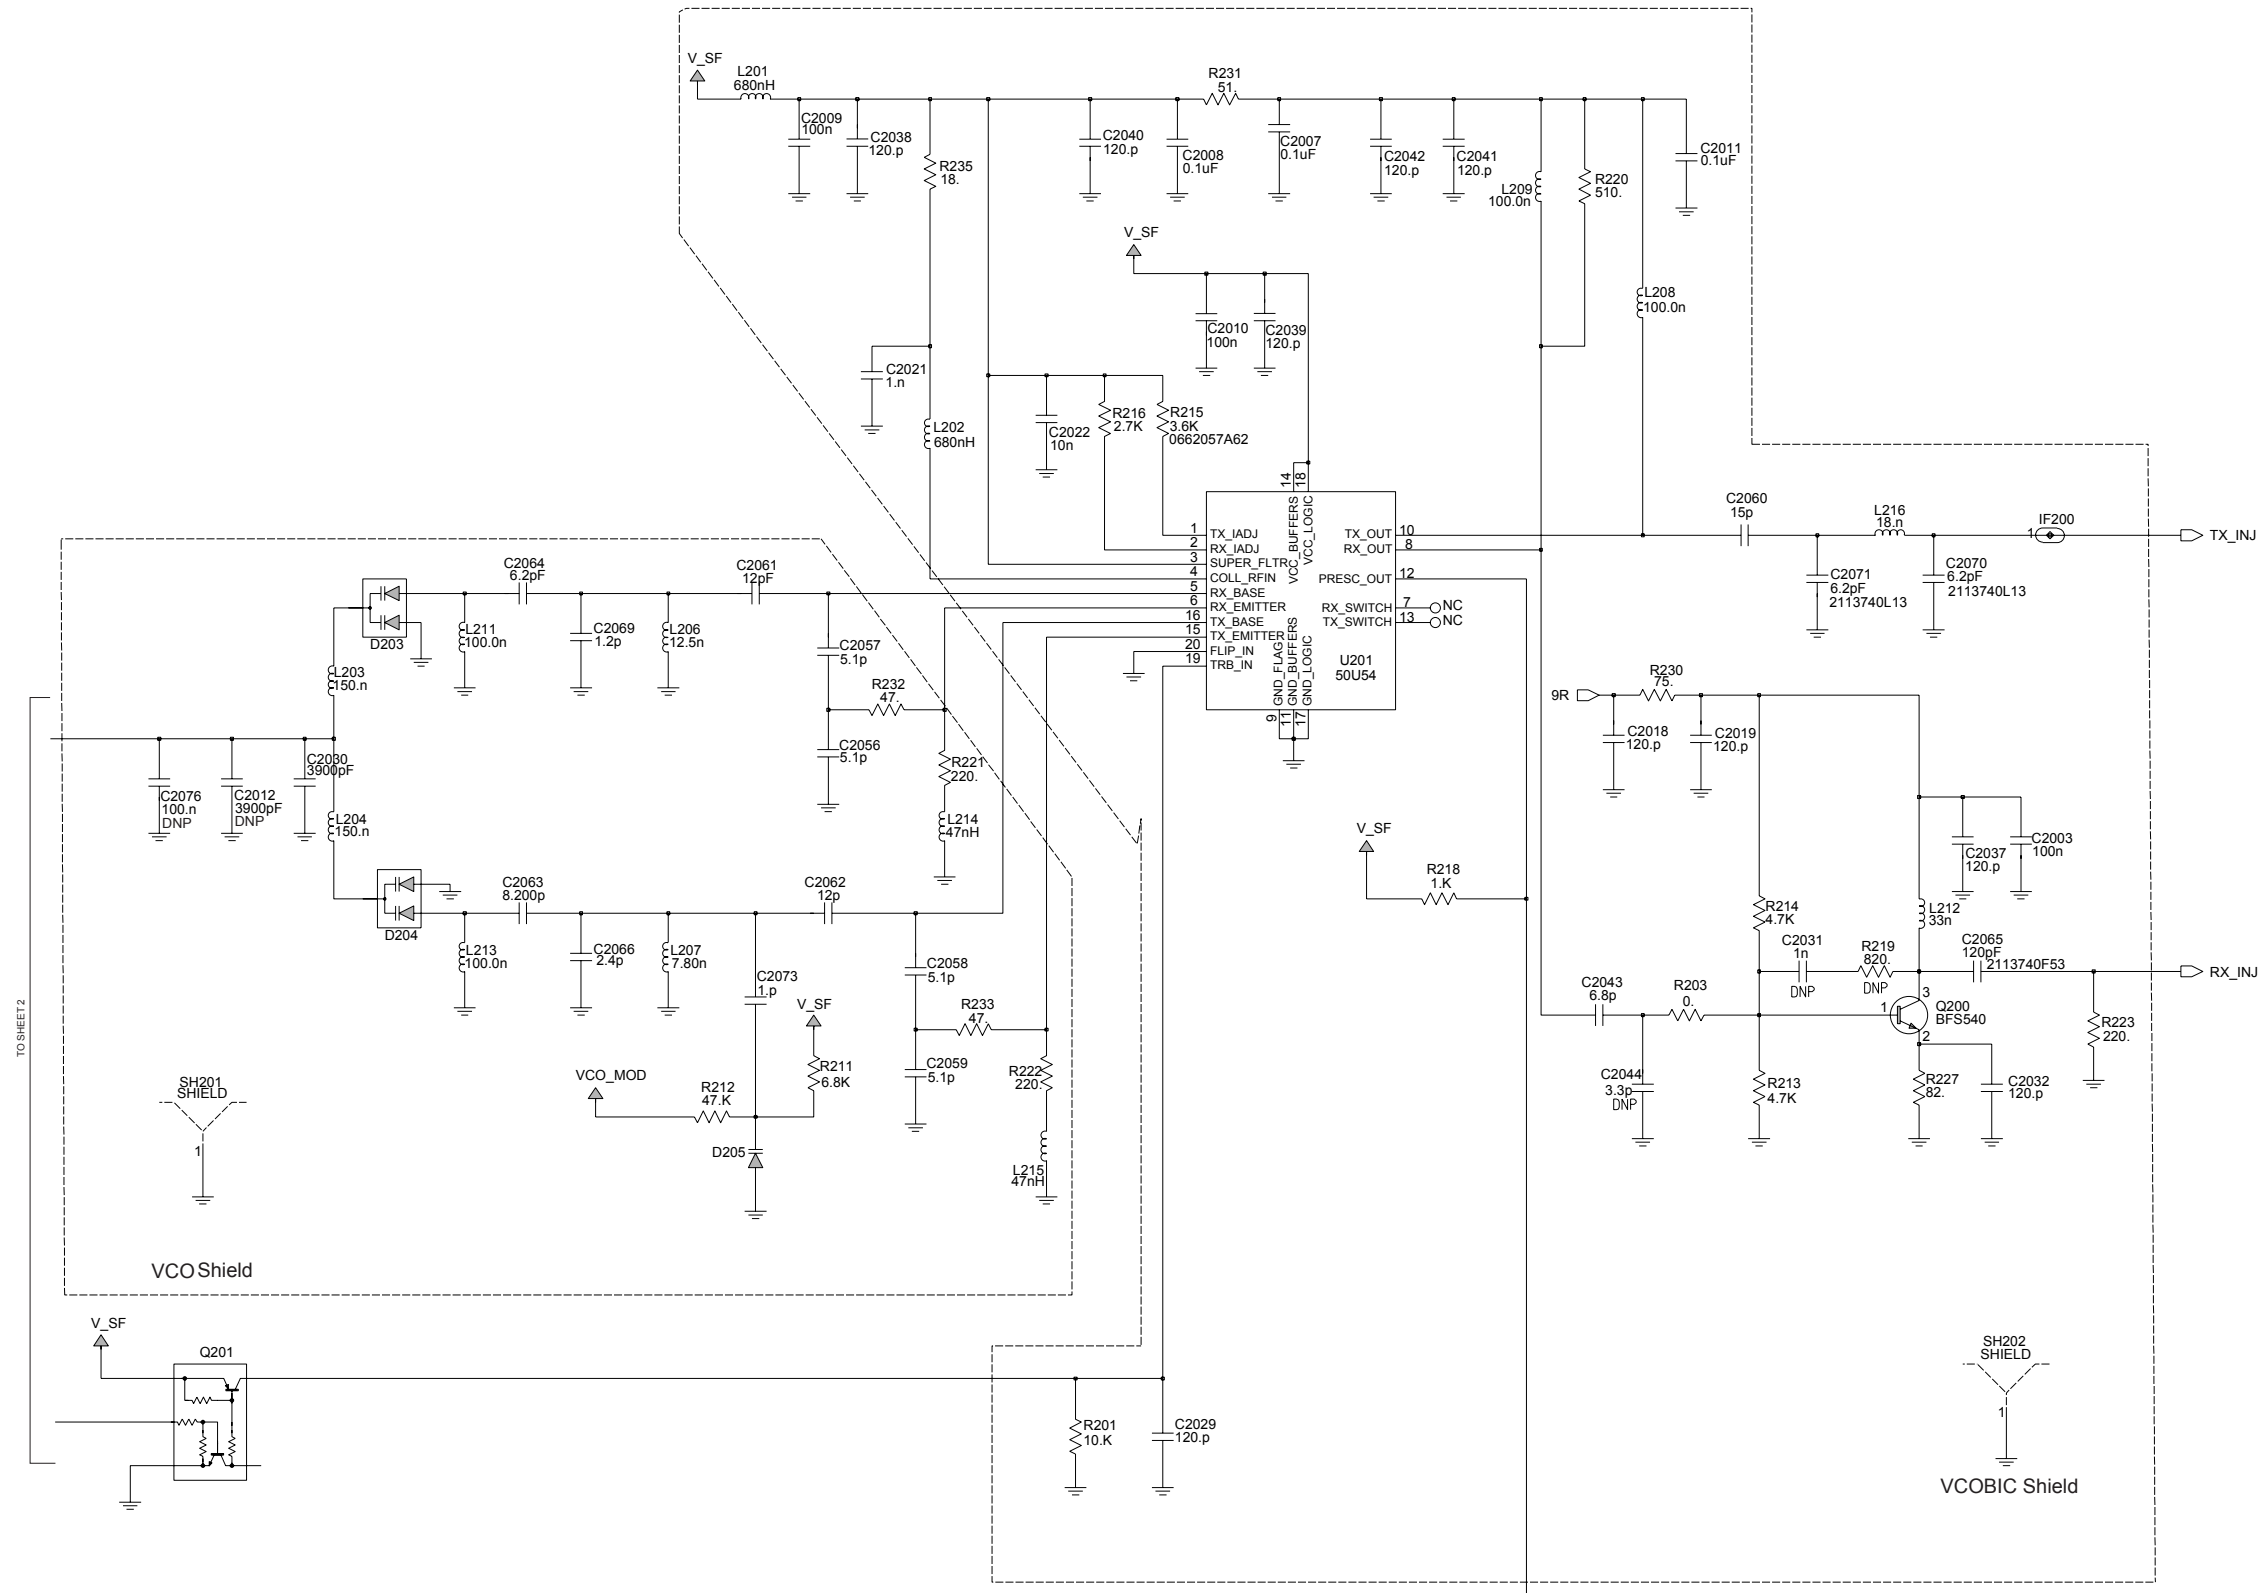 V_SF
L201
680nH
C2009
100n
C2038
120.p
R235
18.
C2040
120.p
C2008
0.1uF
R231
51.
C2007
0.1uF
C2042
120.p
C2041
120.p
L209
100.0n
R220
510.
C2011
0.1uF
V_SF
C2010
100n
C2039
120.p
L208
100.0n
C2021
1.n
L202
680nH
C2022
10n
R216
2.7K
R215
3.6K
0662057A62
14
18
VCC_BUFFERS
VCC_LOGIC
1
TX_IADJ
2
RX_IADJ
3
SUPER_FLTR
4
COLL_RFIN
5
RX_BASE
6
RX_EMITTER
16
TX_BASE
15
TX_EMITTER
20
FLIP_IN
19
TRB_IN
TX_OUT
10
RX_OUT
8
PRESC_OUT
12
RX_SWITCH
7
NC
TX_SWITCH
13
NC
GND_FLAG
GND_BUFFERS
GND_LOGIC
9
11
17
U201
50U54
C2060
15p
L216
18.n
1
IF200
TX_INJ
C2071
6.2pF
2113740L13
C2070
6.2pF
2113740L13
D203
C2064
6.2pF
L211
100.0n
C2069
1.2p
L206
12.5n
C2061
12pF
C2057
5.1p
R232
47.
C2056
5.1p
R221
220.
L214
47nH
L203
150.n
C2076
100.n
DNP
C2012
3900pF
DNP
C2030
3900pF
L204
150.n
D204
C2063
8.200p
L213
100.0n
C2066
2.4p
L207
7.80n
C2062
12p
C2073
1.p
C2058
5.1p
R233
47.
C2059
5.1p
V_SF
R211
6.8K
VCO_MOD
R212
47.K
D205
R222
220.
L215
47nH
TO SHEET 2
SH201
SHIELD
1
VCO Shield
9R
R230
75.
C2018
120.p
C2019
120.p
V_SF
R218
1.K
C2037
120.p
C2003
100n
R214
4.7K
L212
33n
C2031
1n
DNP
R219
820.
DNP
C2065
120pF
2113740F53
RX_INJ
C2043
6.8p
R203
0.
1
3
2
Q200
BFS540
R223
220.
C2044
3.3p
DNP
R213
4.7K
R227
82.
C2032
120.p
V_SF
Q201
R201
10.K
C2029
120.p
SH202
SHIELD
1
VCOBIC Shield